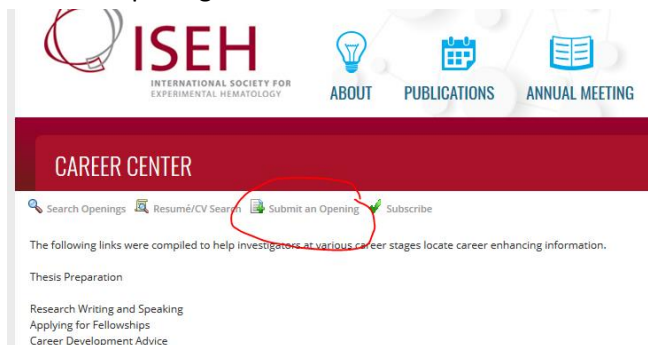 ISEH
INTERNATIONAL SOCIETY FOR
EXPERIMENTAL HEMATOLOGY
ABOUT PUBLICATIONS ANNUAL MEETING
CAREER CENTER
Search Openings Resumé/CV Search Submit an Opening Subscribe
The following links were compiled to help investigators at various career stages locate career enhancing information.
Thesis Preparation
Research Writing and Speaking
Applying for Fellowships
Career Development Advice